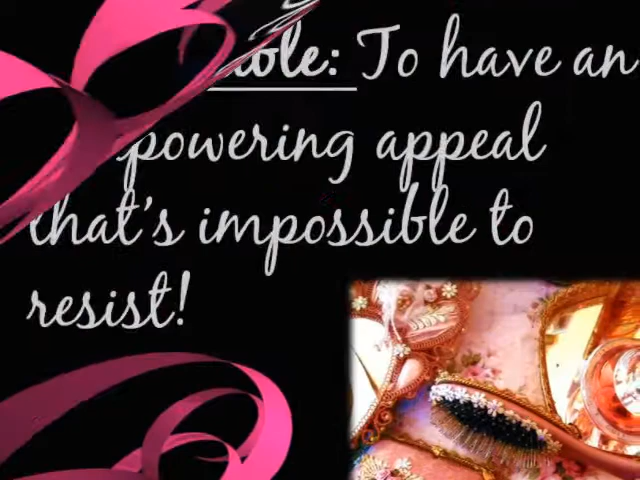 To have an
appeal
that's impossible to
resist!